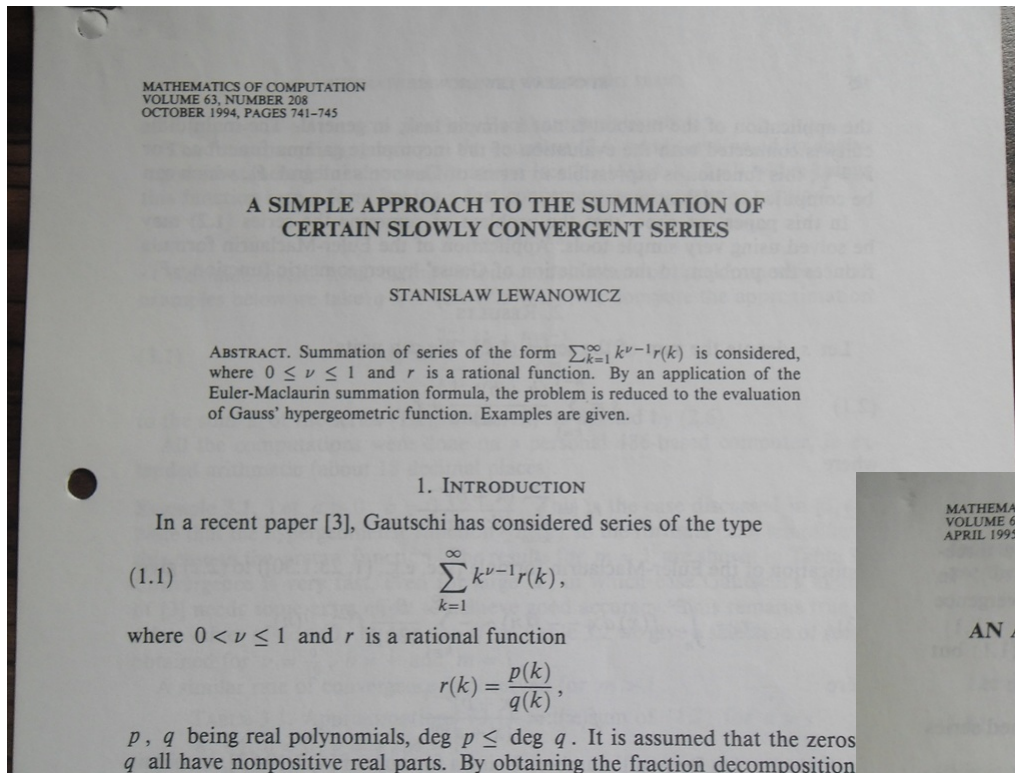 MATHEMATICS OF COMPUTATION
VOLUME 63, NUMBER 208
OCTOBER 1994, PAGES 741–745
A SIMPLE APPROACH TO THE SUMMATION OF
CERTAIN SLOWLY CONVERGENT SERIES
STANISLAW LEWANOWICZ
ABSTRACT. Summation of series of the form ∑_{k=1}^{∞} k^{ν−1} r(k) is considered,
where 0 ≤ ν ≤ 1 and r is a rational function. By an application of the
Euler-Maclaurin summation formula, the problem is reduced to the evaluation
of Gauss' hypergeometric function. Examples are given.
1. INTRODUCTION
In a recent paper [3], Gautschi has considered series of the type
(1.1) ∑_{k=1}^{∞} k^{ν−1} r(k),
where 0 < ν ≤ 1 and r is a rational function
r(k) = p(k)/q(k),
p, q being real polynomials, deg p ≤ deg q. It is assumed that the zeros
q all have nonpositive real parts. By obtaining the fraction decomposition
MATHEMA
VOLUME 6
APRIL 1995
AN